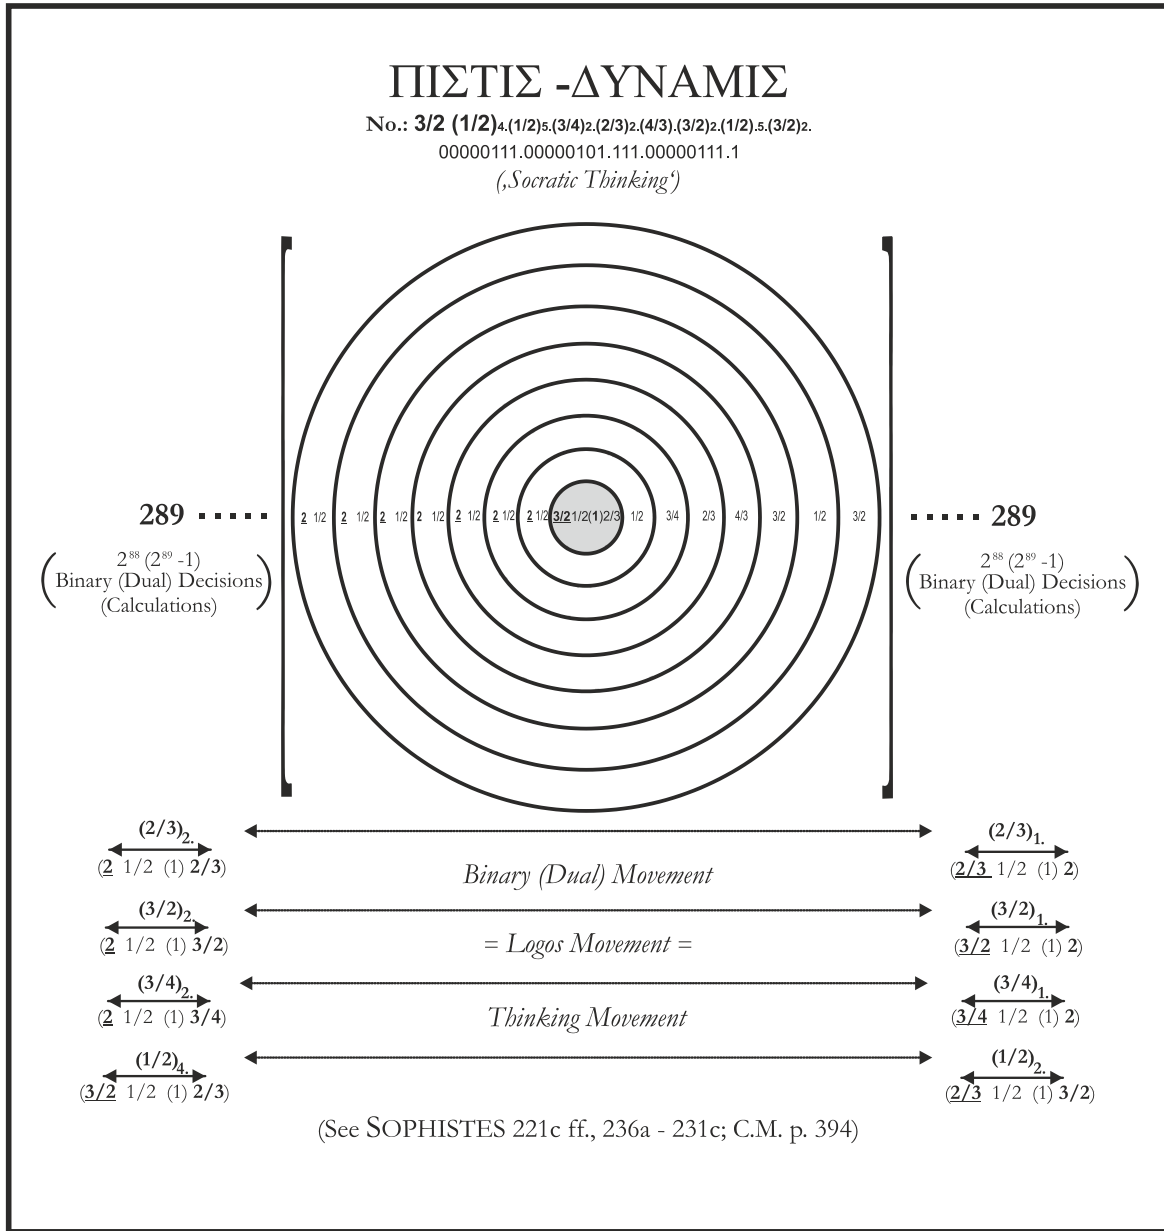 ΠΙΣΤΙΣ -ΔΥΝΑΜΙΣ
No.: 3/2 (1/2)4.(1/2)5.(3/4)2.(2/3)2.(4/3).(3/2)2.(1/2).5.(3/2)2.
00000111.00000101.111.00000111.1
(‚Socratic Thinking‘)
2 1/2 2 1/2 2 1/2 2 1/2 2 1/2 2 1/2 2 1/2 3/2 1/2(1)2/3 1/2 3/4 2/3 4/3 3/2 1/2 3/2
289 ······ ······ 289
2⁸⁸ (2⁸⁹ -1) 2⁸⁸ (2⁸⁹ -1)
(Binary (Dual) Decisions) (Binary (Dual) Decisions)
(Calculations) (Calculations)
(2/3)2. (2/3)1.
(2 1/2 (1) 2/3) Binary (Dual) Movement (2/3 1/2 (1) 2)
(3/2)2. (3/2)1.
(2 1/2 (1) 3/2) = Logos Movement = (3/2 1/2 (1) 2)
(3/4)2. (3/4)1.
(2 1/2 (1) 3/4) Thinking Movement (3/4 1/2 (1) 2)
(1/2)4. (1/2)2.
(3/2 1/2 (1) 2/3) (2/3 1/2 (1) 3/2)
(See SOPHISTES 221c ff., 236a - 231c; C.M. p. 394)